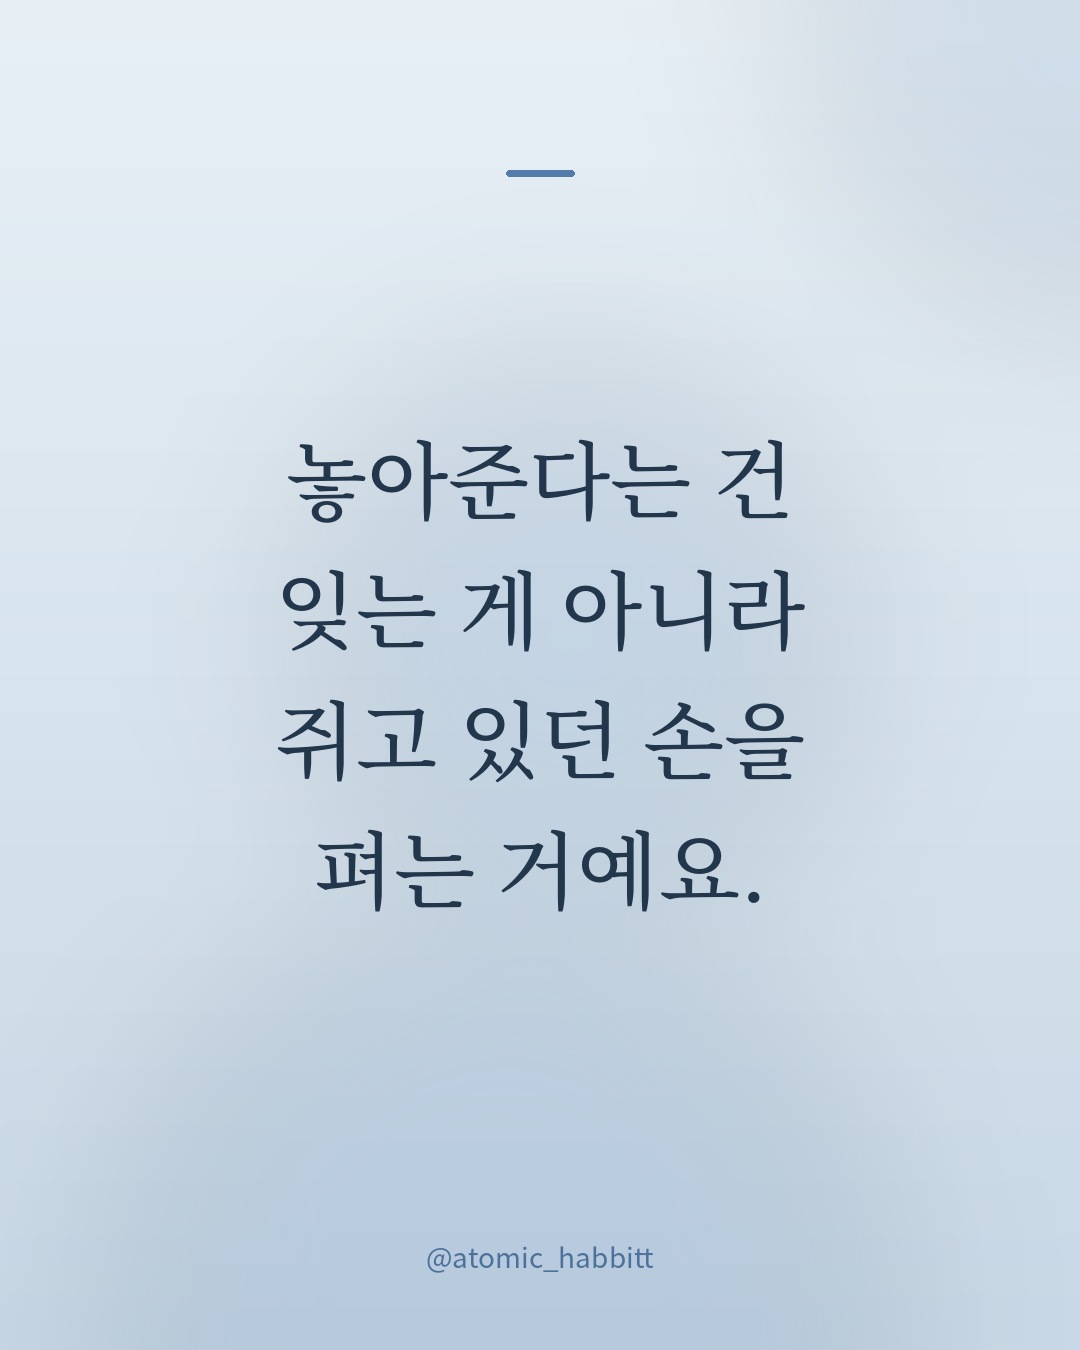 놓아준다는 건
잊는 게 아니라
쥐고 있던 손을
펴는 거예요.
@atomic_habbitt